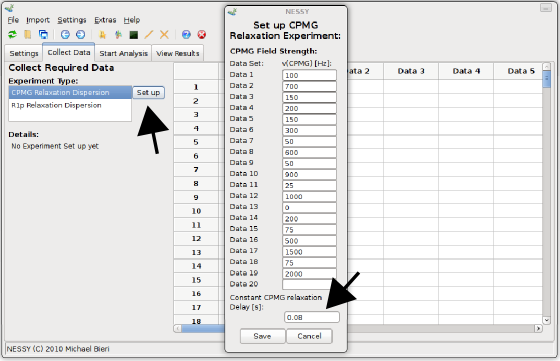 NESSY
File Import Settings Extras Help
Settings Collect Data Start Analysis View Results
Collect Required Data
Experiment Type:
CPMG Relaxation Dispersion Set up
R1p Relaxation Dispersion
Details:
No Experiment Set up yet
ata 2 Data 3 Data 4 Data 5
1
2
3
4
5
6
7
8
9
10
11
12
13
14
15
16
17
18
Set up CPMG
Relaxation Experiment:
CPMG Field Strength:
Data Set: v(CPMG) [Hz]:
Data 1 100
Data 2 700
Data 3 150
Data 4 200
Data 5 150
Data 6 300
Data 7 50
Data 8 600
Data 9 50
Data 10 900
Data 11 25
Data 12 1000
Data 13 0
Data 14 200
Data 15 75
Data 16 500
Data 17 1500
Data 18 75
Data 19 2000
Data 20
Constant CPMG relaxation
Delay [s]:
0.08
Save Cancel
NESSY (C) 2010 Michael Bieri